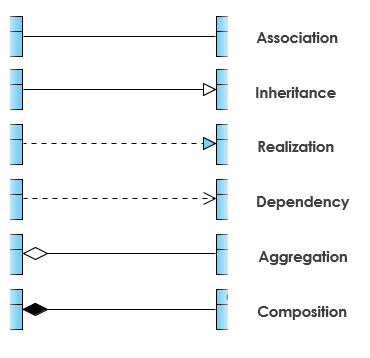 Association
Inheritance
Realization
Dependency
Aggregation
Composition